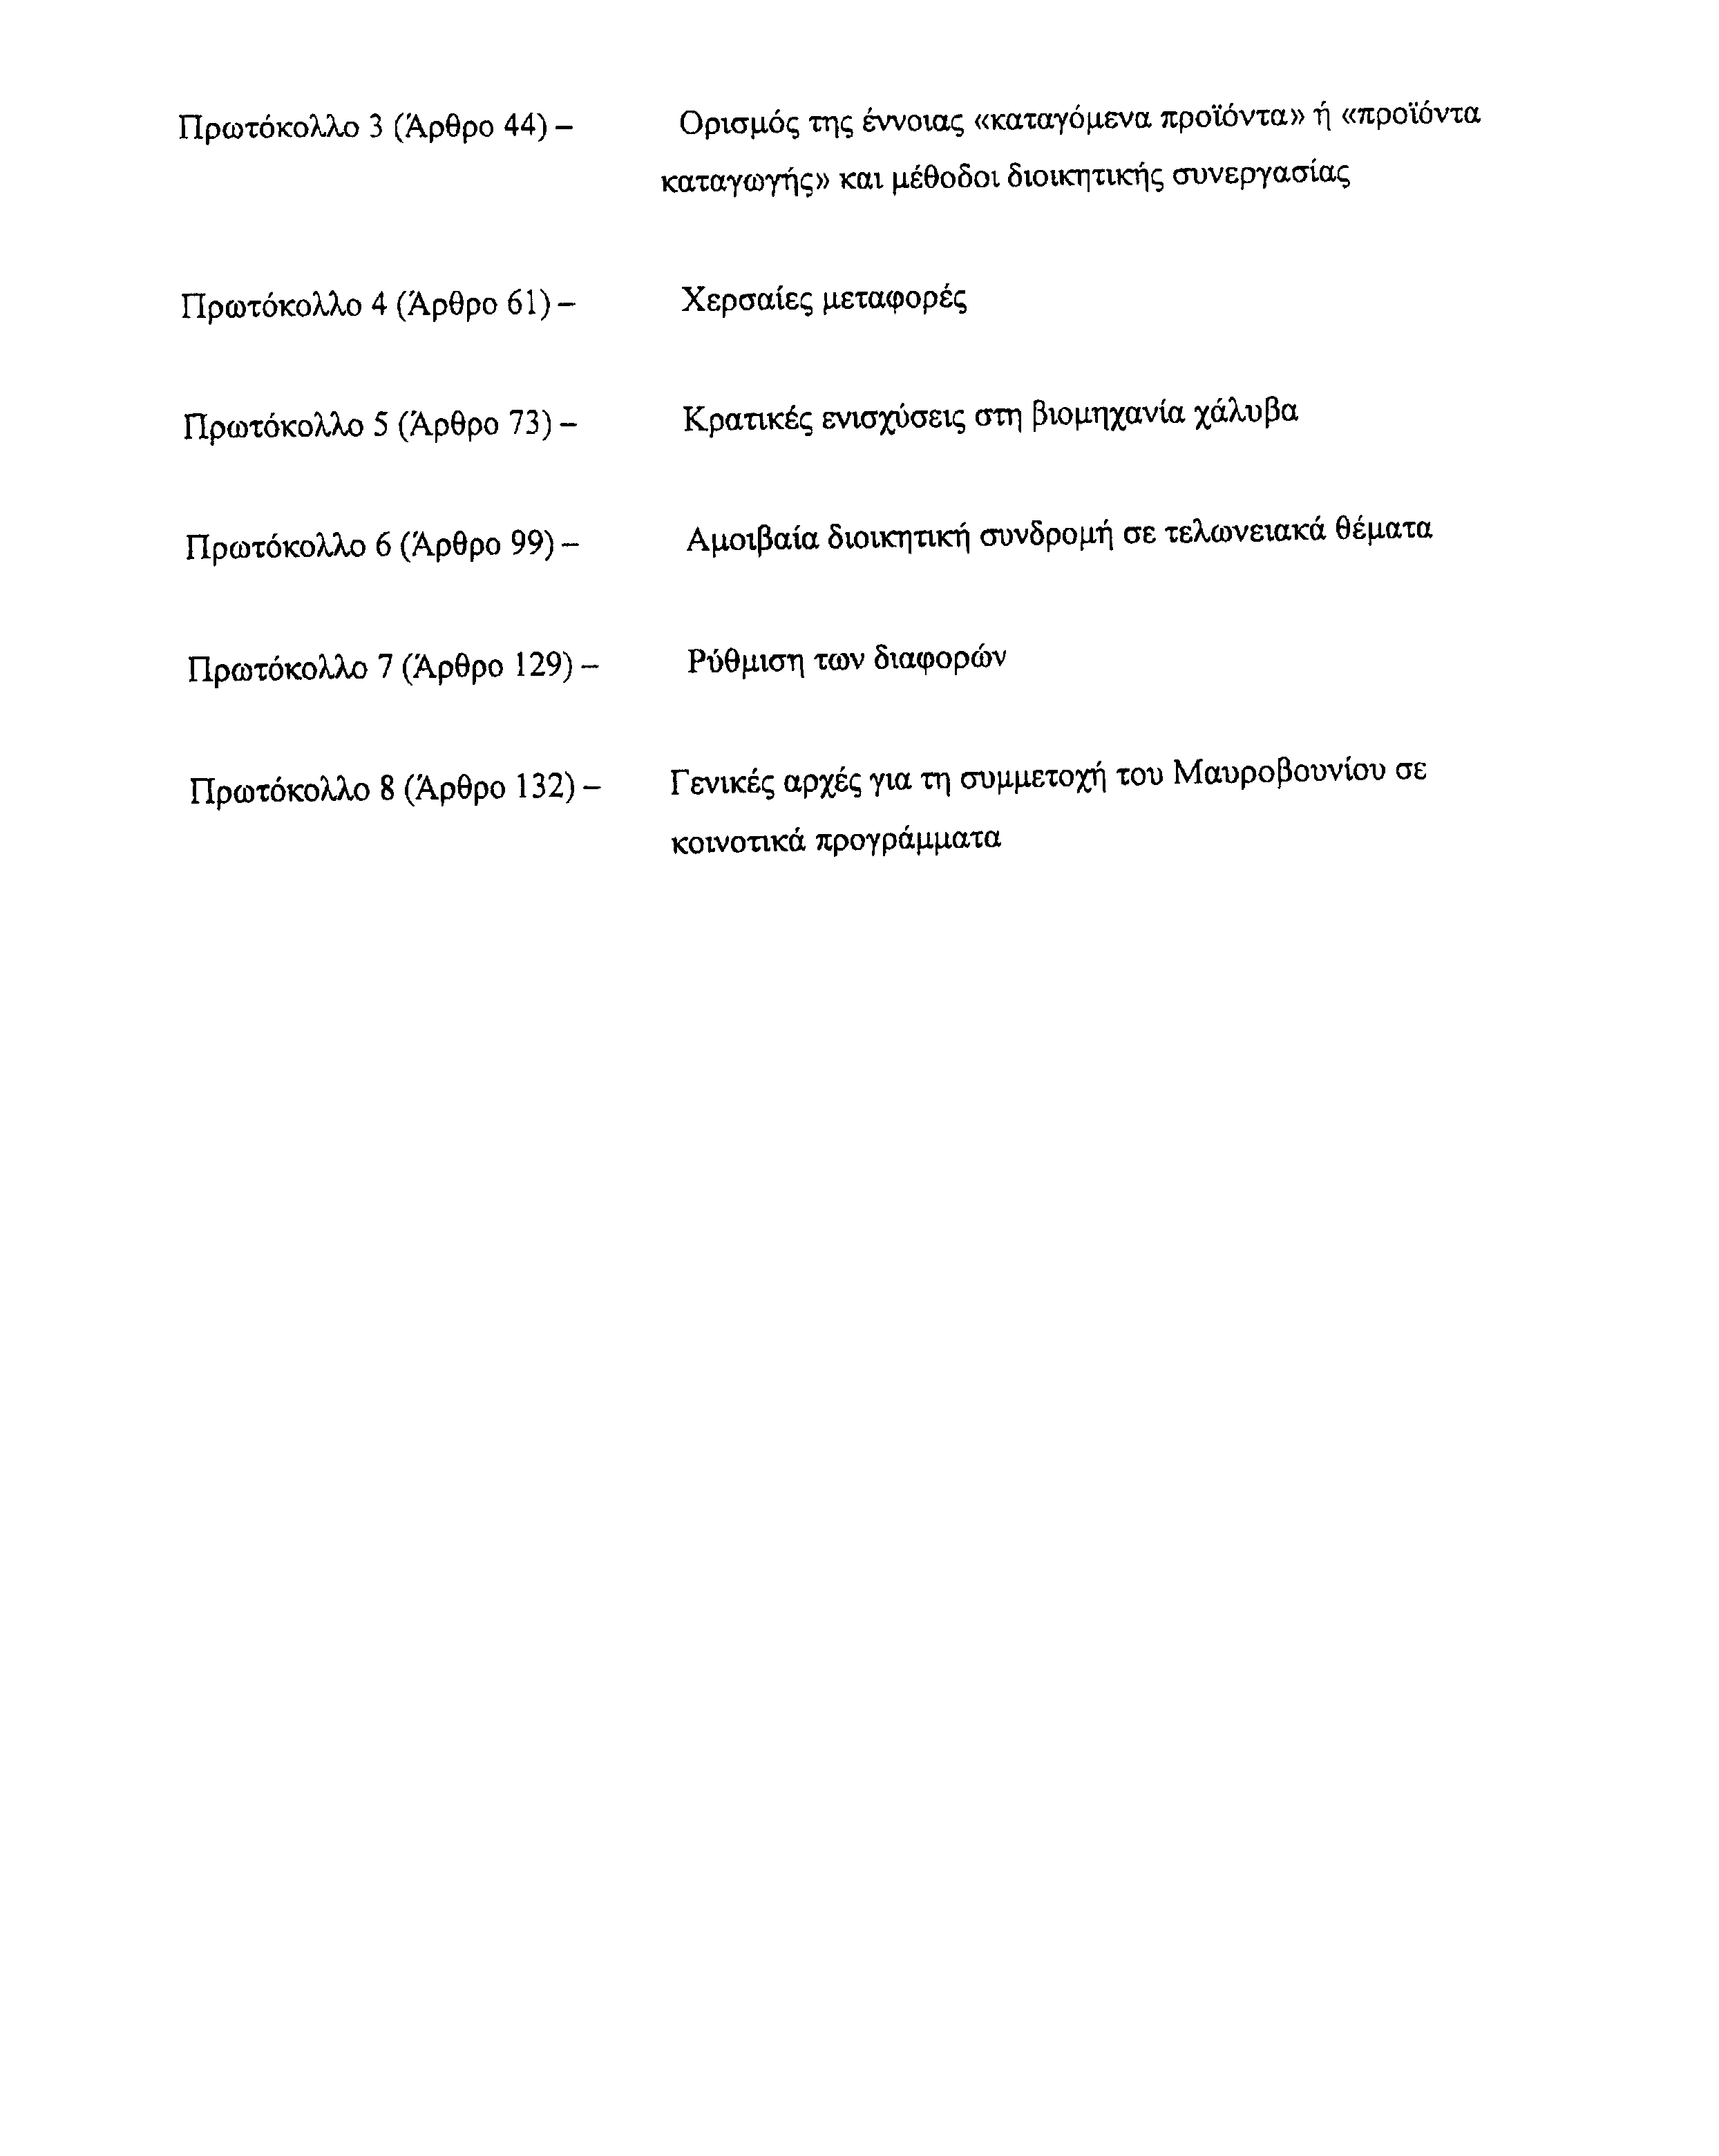 Πρωτόκολλο 3 (Άρθρο 44) – Ορισμός της έννοιας «καταγόμενα προϊόντα» ή «προϊόντα
καταγωγής» και μέθοδοι διοικητικής συνεργασίας
Πρωτόκολλο 4 (Άρθρο 61) – Χερσαίες μεταφορές
Πρωτόκολλο 5 (Άρθρο 73) – Κρατικές ενισχύσεις στη βιομηχανία χάλυβα
Πρωτόκολλο 6 (Άρθρο 99) – Αμοιβαία διοικητική συνδρομή σε τελωνειακά θέματα
Πρωτόκολλο 7 (Άρθρο 129) – Ρύθμιση των διαφορών
Πρωτόκολλο 8 (Άρθρο 132) – Γενικές αρχές για τη συμμετοχή του Μαυροβουνίου σε
κοινοτικά προγράμματα